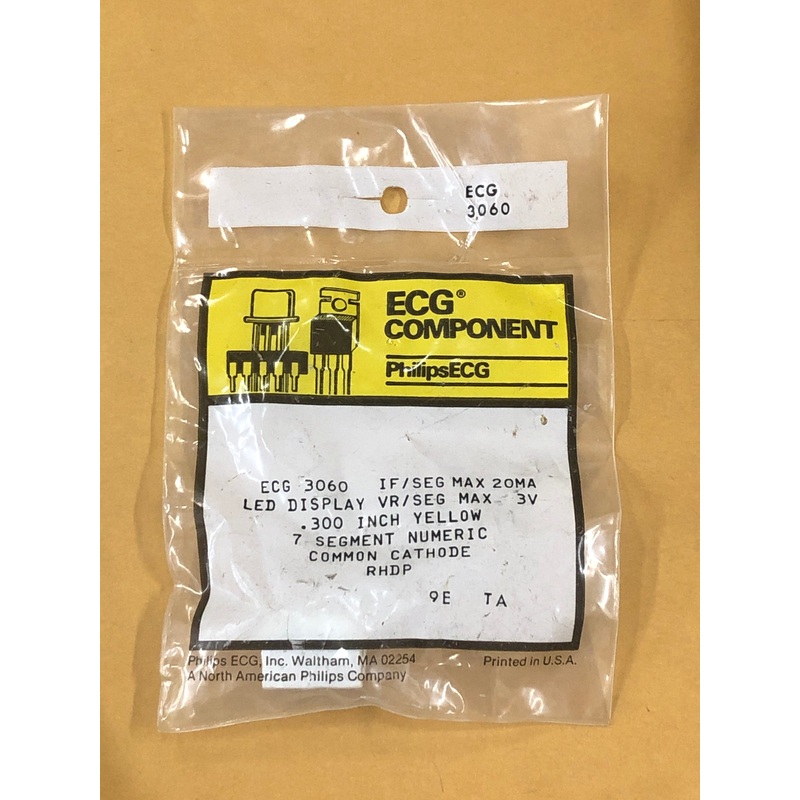 ECG
3060
ECG®
COMPONENT
PhilipsECG
ECG 3060 IF/SEG MAX 20MA
LED DISPLAY VR/SEG MAX 3V
.300 INCH YELLOW
7 SEGMENT NUMERIC
COMMON CATHODE
RHDP
9E TA
Philips ECG, Inc. Waltham, MA 02254 Printed in U.S.A.
A North American Philips Company